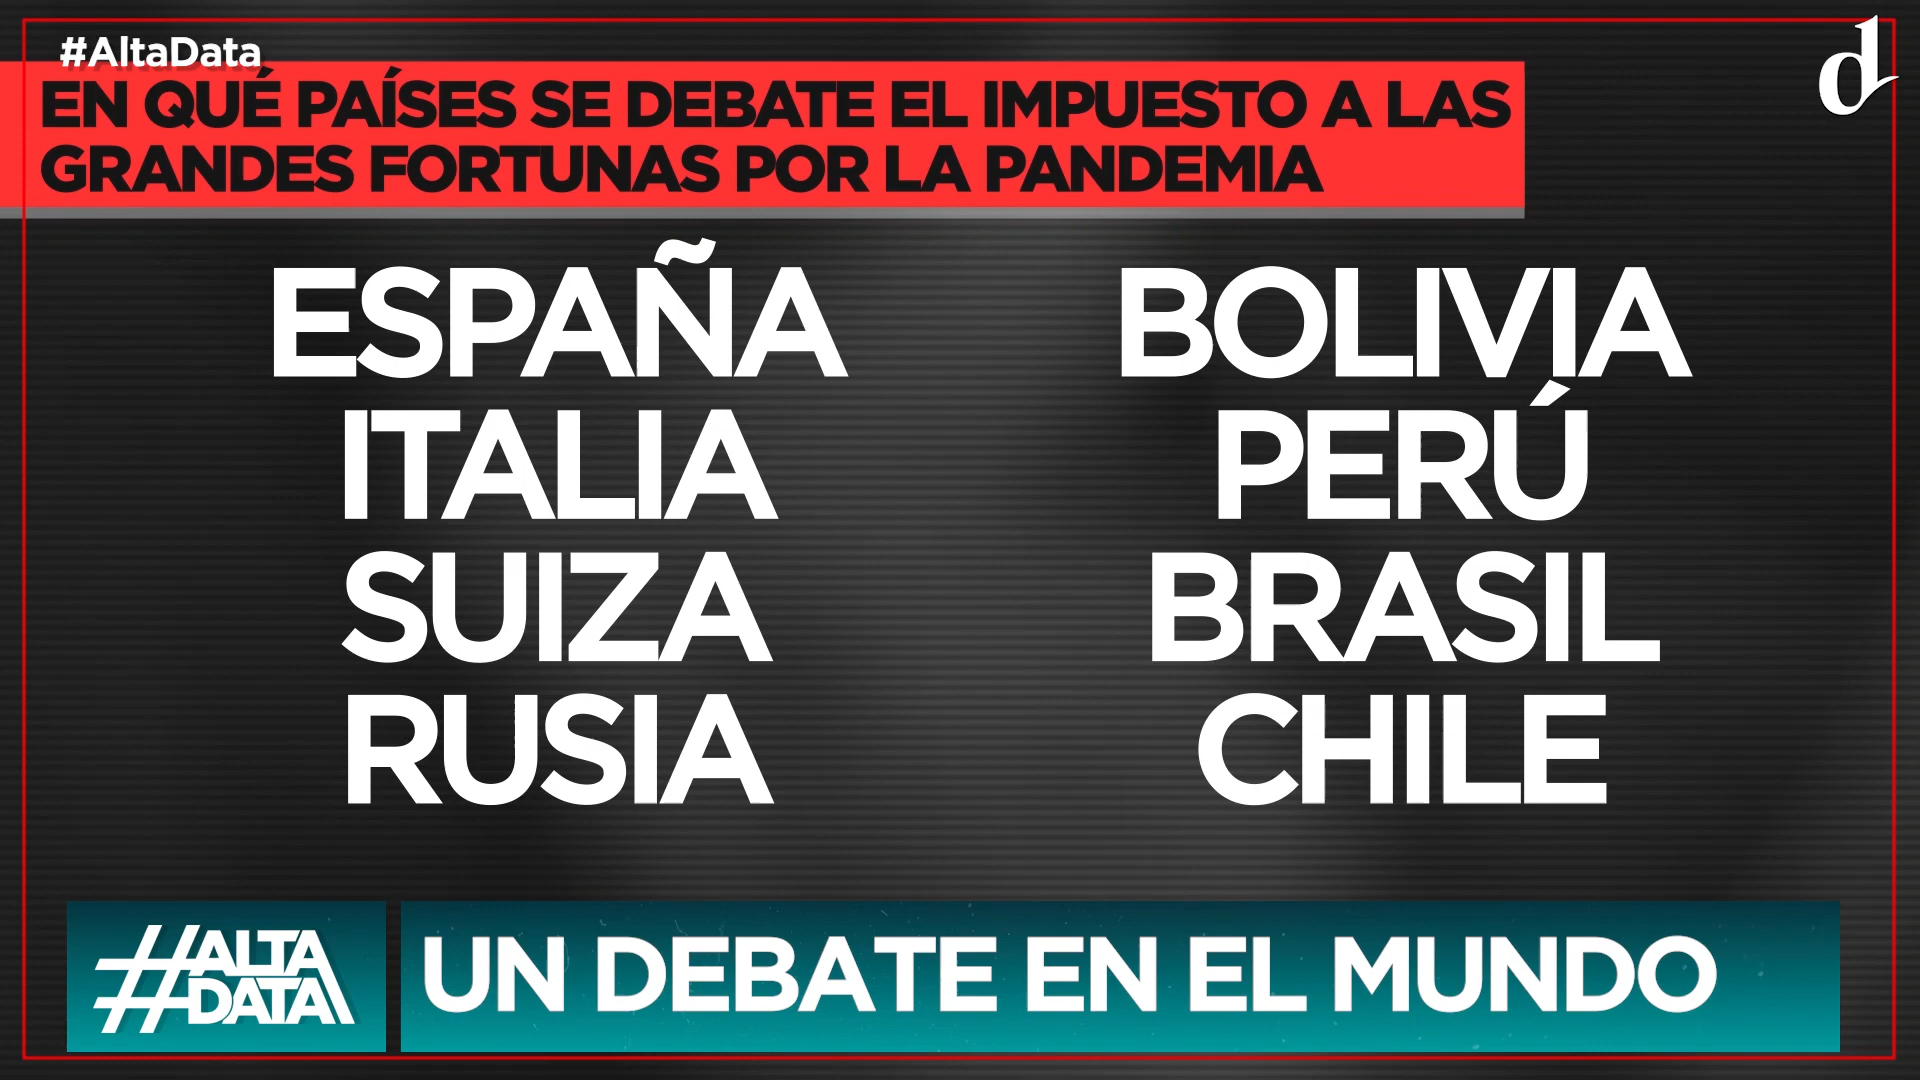 #AltaData
EN QUÉ PAÍSES SE DEBATE EL IMPUESTO A LAS
GRANDES FORTUNAS POR LA PANDEMIA
ESPAÑA
ITALIA
SUIZA
RUSIA
BOLIVIA
PERÚ
BRASIL
CHILE
#ALTA
DATA
UN DEBATE EN EL MUNDO
d